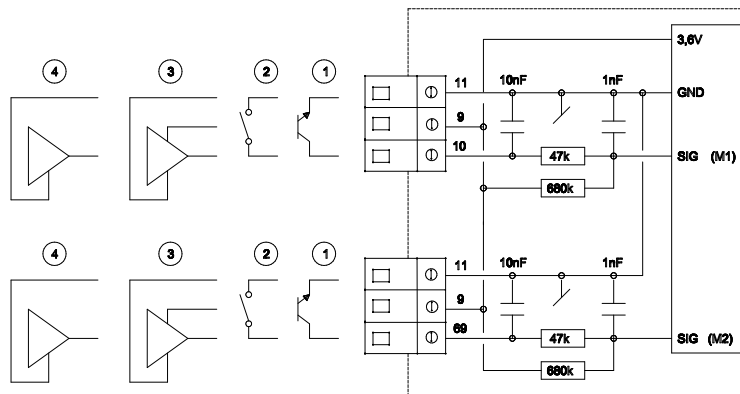 3,6V
4 3 2 1
11 10nF 1nF GND
9
10 47k SIG (M1)
680k
4 3 2 1
11 10nF 1nF
9
69 47k SIG (M2)
680k